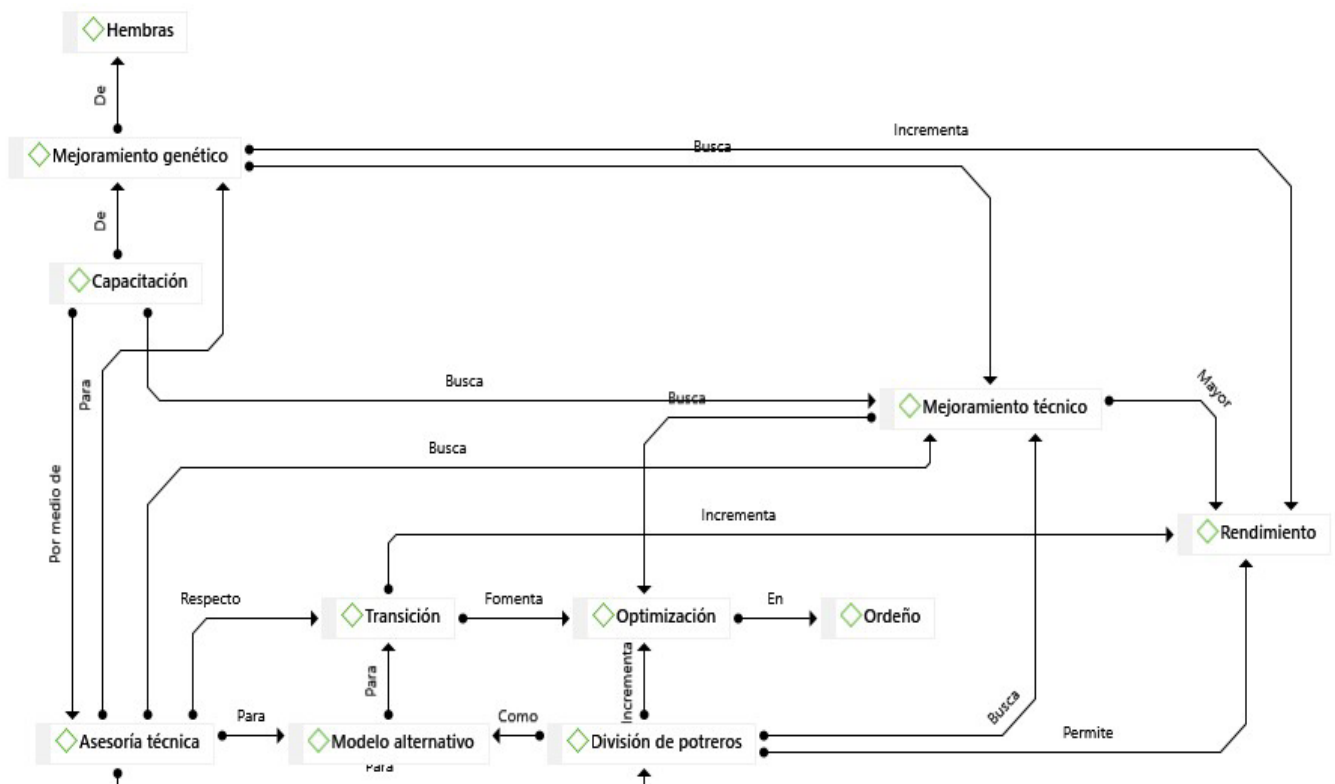 Hembras
De
Incrementa
Busca
Mejoramiento genético
De
Capacitación
Para
Busca
Busca
Mayor
Mejoramiento técnico
Busca
Por medio de
Incrementa
Rendimiento
Respecto
Fomenta
En
Transición
Optimización
Ordeño
Para
Incrementa
Busca
Para
Como
Permite
Asesoría técnica
Modelo alternativo
División de potreros
Para